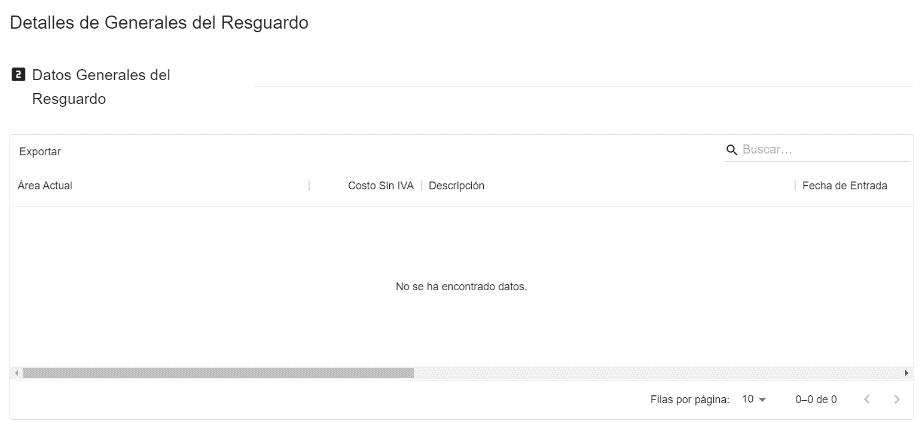 Detalles de Generales del Resguardo
2 Datos Generales del
Resguardo
Exportar
Buscar...
Área Actual Costo Sin IVA Descripción Fecha de Entrada
No se ha encontrado datos.
Filas por página: 10 0–0 de 0